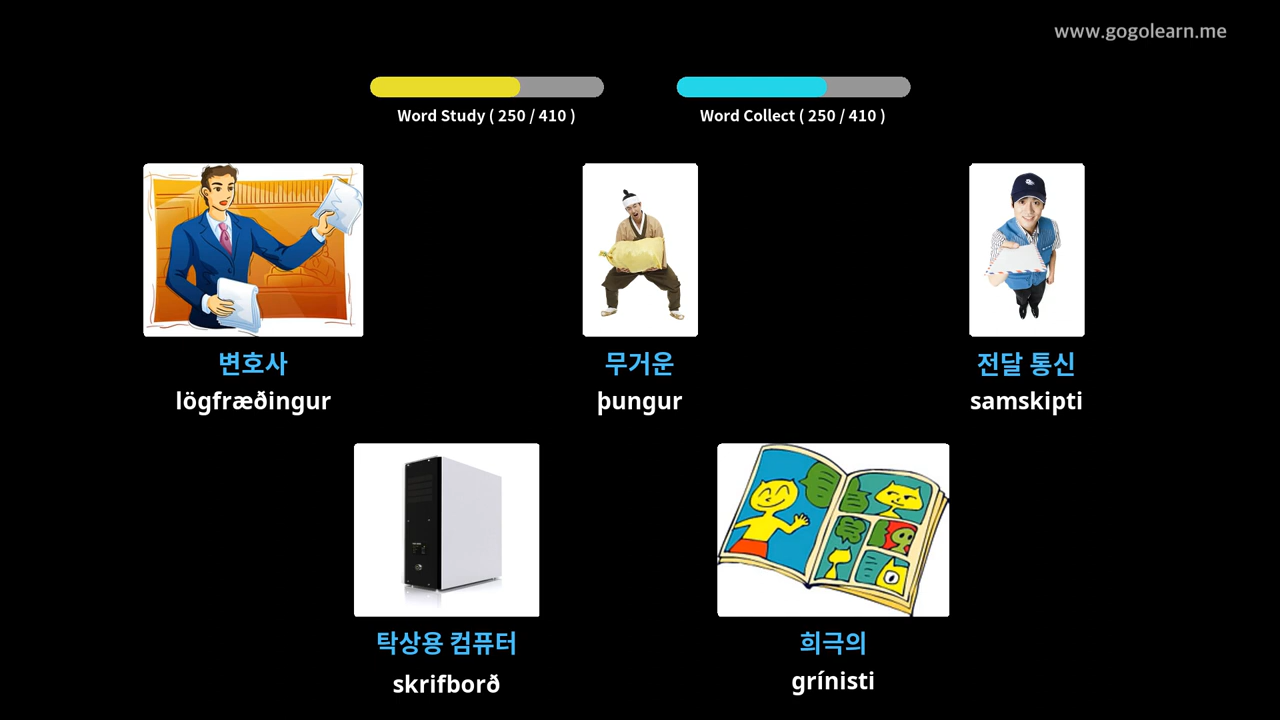 www.gogolearn.me
Word Study ( 250 / 410 )
Word Collect ( 250 / 410 )
변호사
lögfræðingur
무거운
þungur
전달 통신
samskipti
탁상용 컴퓨터
skrifborð
희극의
grínisti